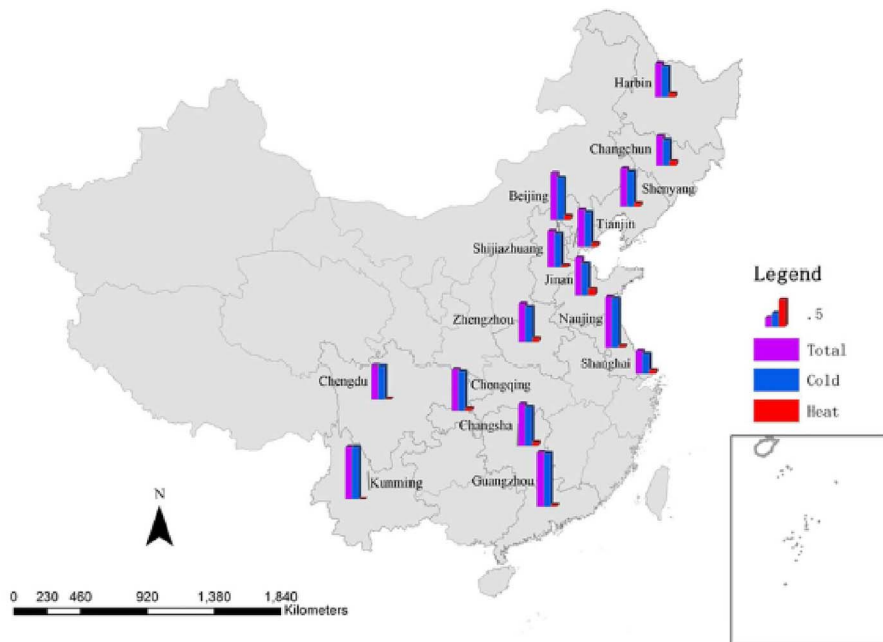 Harbin
Changchun
Shenyang
Beijing
Tianjin
Shijiazhuang
Jinan
Legend
.5
Zhengzhou
Nanjing
Total
Shanghai
Cold
Chengdu
Chongqing
Heat
Changsha
Kunming
Guangzhou
N
0 230 460 920 1,380 1,840
Kilometers